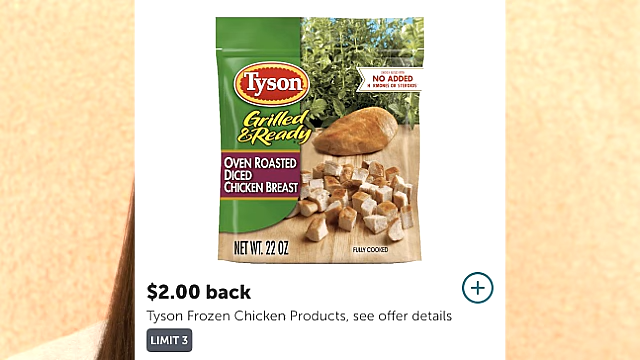 Tyson
Grilled
& Ready
NO ADDED
OVEN ROASTED
DICED
CHICKEN BREAST
NET WT. 22 OZ
FULLY COOKED
$2.00 back
Tyson Frozen Chicken Products, see offer details
LIMIT 3